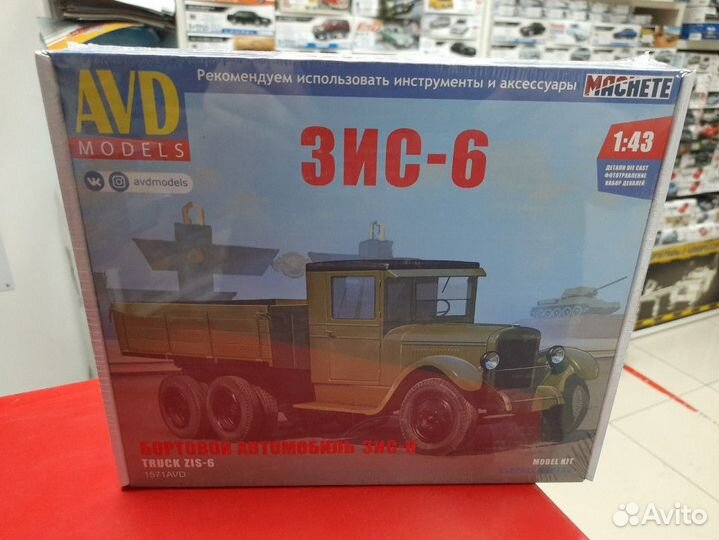 Рекомендуем использовать инструменты и аксессуары
MACHETE
AVD
MODELS
avdmodels
ЗИС-6
1:43
ДЕТАЛИ DIE CAST
ФОТОТРАВЛЕНИЕ
НАБОР ДЕКАЛЕЙ
БОРТОВОЙ АВТОМОБИЛЬ ЗИС-6
TRUCK ZIS-6
1571AVD
MODEL KIT
Avito